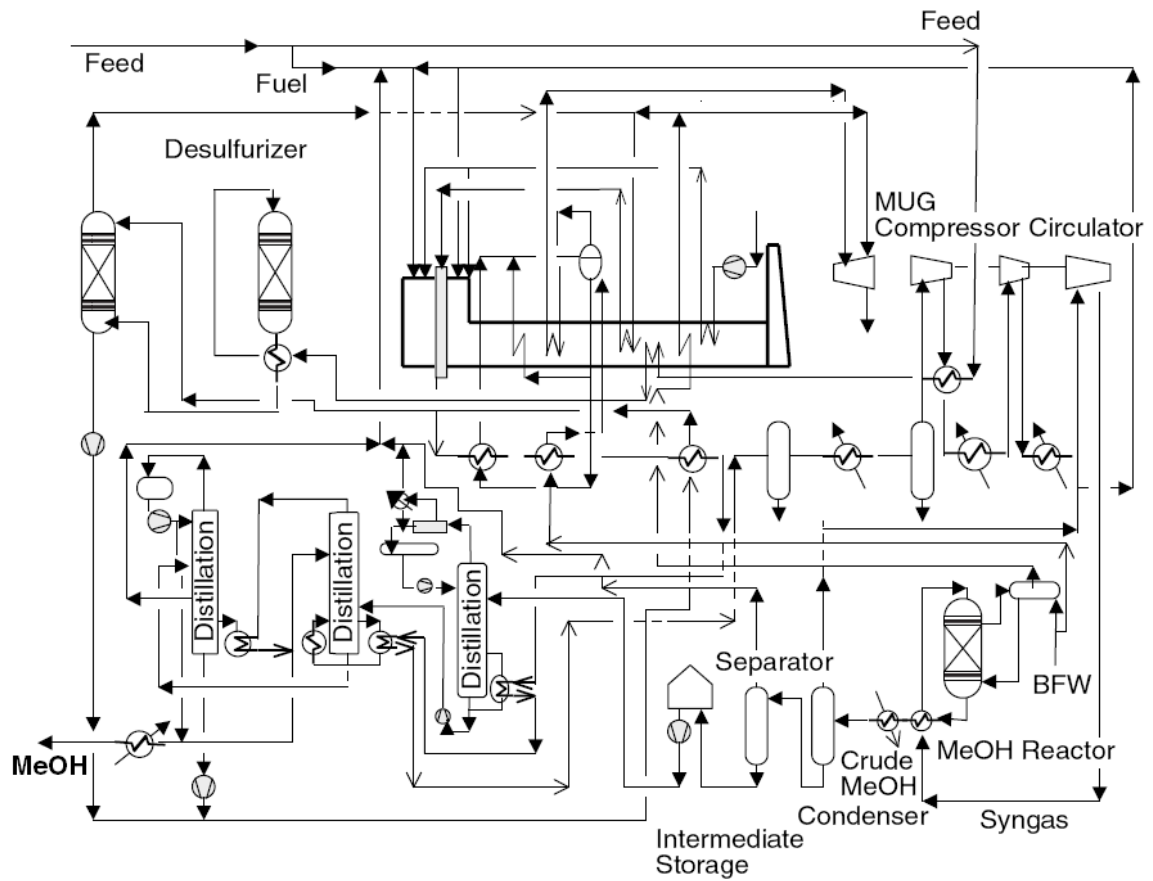 Feed
Feed
Fuel
Desulfurizer
MUG
Compressor Circulator
Distillation
Distillation
Distillation
Separator
BFW
MeOH
MeOH Reactor
Crude
MeOH
Condenser
Syngas
Intermediate
Storage